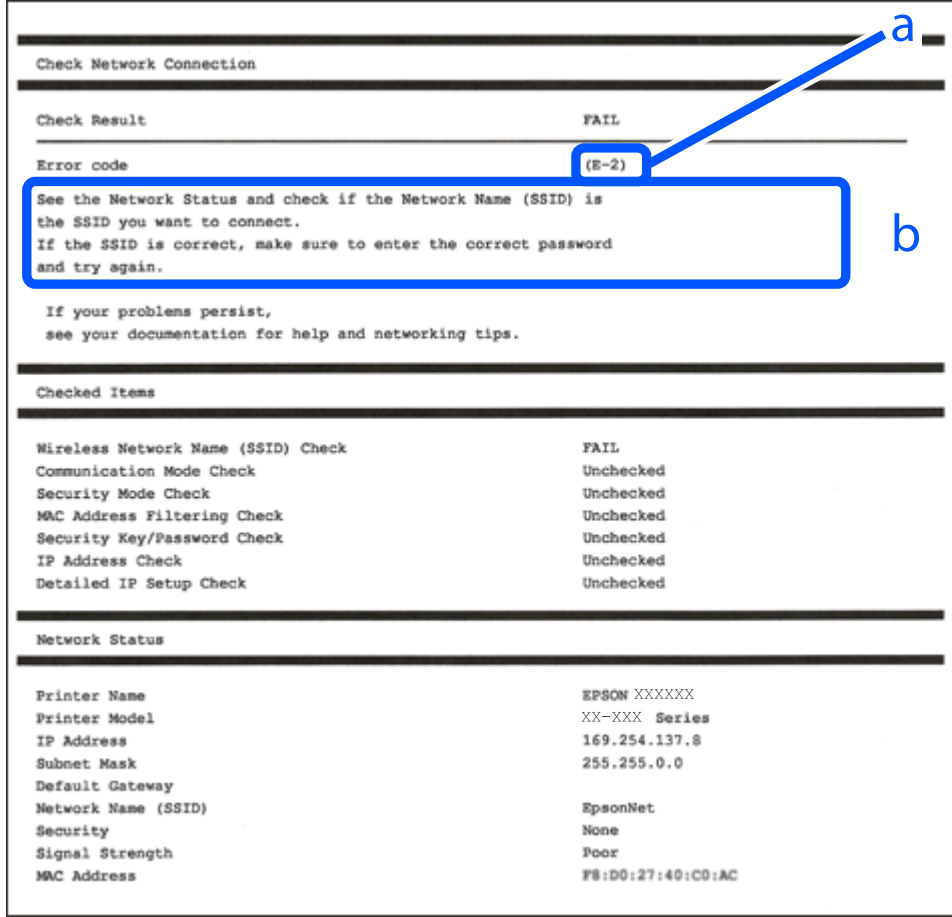 a
Check Network Connection
Check Result FAIL
Error code (E-2)
See the Network Status and check if the Network Name (SSID) is
the SSID you want to connect.
If the SSID is correct, make sure to enter the correct password
and try again.
b
If your problems persist,
see your documentation for help and networking tips.
Checked Items
Wireless Network Name (SSID) Check FAIL
Communication Mode Check Unchecked
Security Mode Check Unchecked
MAC Address Filtering Check Unchecked
Security Key/Password Check Unchecked
IP Address Check Unchecked
Detailed IP Setup Check Unchecked
Network Status
Printer Name EPSON XXXXXX
Printer Model XX-XXX Series
IP Address 169.254.137.8
Subnet Mask 255.255.0.0
Default Gateway
Network Name (SSID) EpsonNet
Security None
Signal Strength Poor
MAC Address F8:D0:27:40:C0:AC